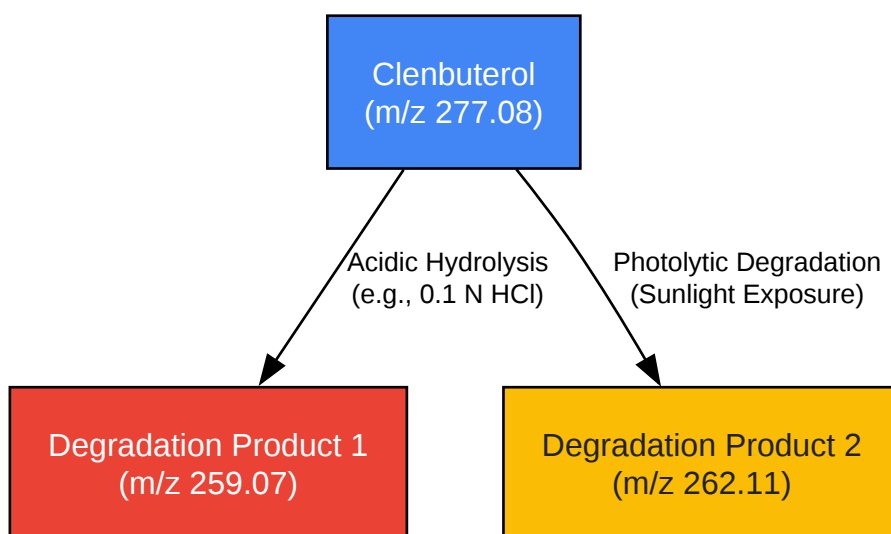 Clenbuterol
(m/z 277.08)
Acidic Hydrolysis
(e.g., 0.1 N HCl)
Photolytic Degradation
(Sunlight Exposure)
Degradation Product 1
(m/z 259.07)
Degradation Product 2
(m/z 262.11)